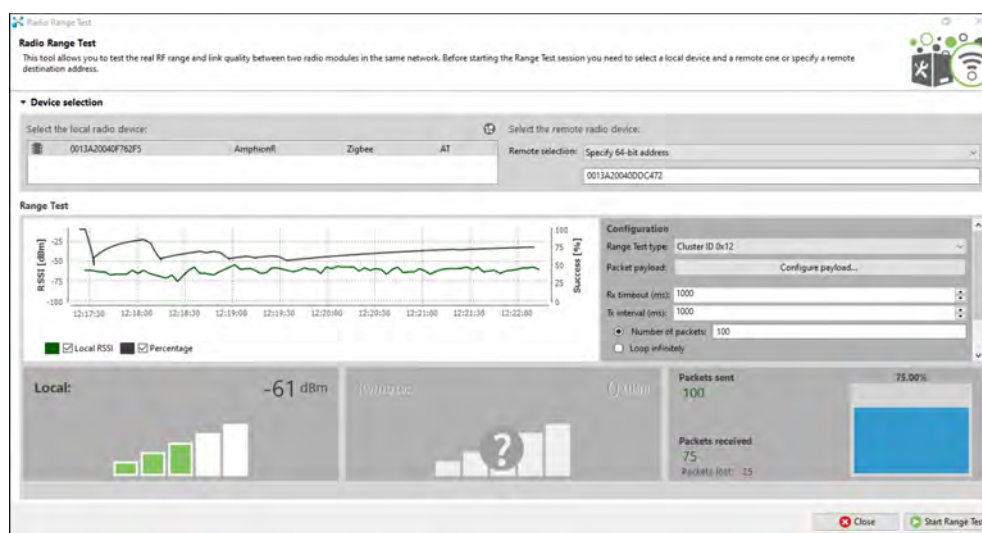 Radio Range Test
Radio Range Test
This tool allows you to test the real RF range and link quality between two radio modules in the same network. Before starting the Range Test session you need to select a local device and a remote one or specify a remote
destination address.
Device selection
Select the local radio device:
0013A20040F762F5 AmphionR Zigbee AT
Select the remote radio device:
Remote selection: Specify 64-bit address
0013A20040DDC472
Range Test
RSSI [dBm]
-25
-50
-75
-100
100
75
50
25
0
Success [%]
12:17:30 12:18:00 12:18:30 12:19:00 12:19:30 12:20:00 12:20:30 12:21:00 12:21:30 12:22:00
Local RSSI Percentage
Configuration
Range Test type: Cluster ID 0x12
Packet payload: Configure payload...
Rx timeout (ms): 1000
Tx interval (ms): 1000
Number of packets: 100
Loop infinitely
Local: -61 dBm
Remote: 0 dBm
?
Packets sent
100
Packets received
75
Packets lost: 25
75.00%
Close
Start Range Tes